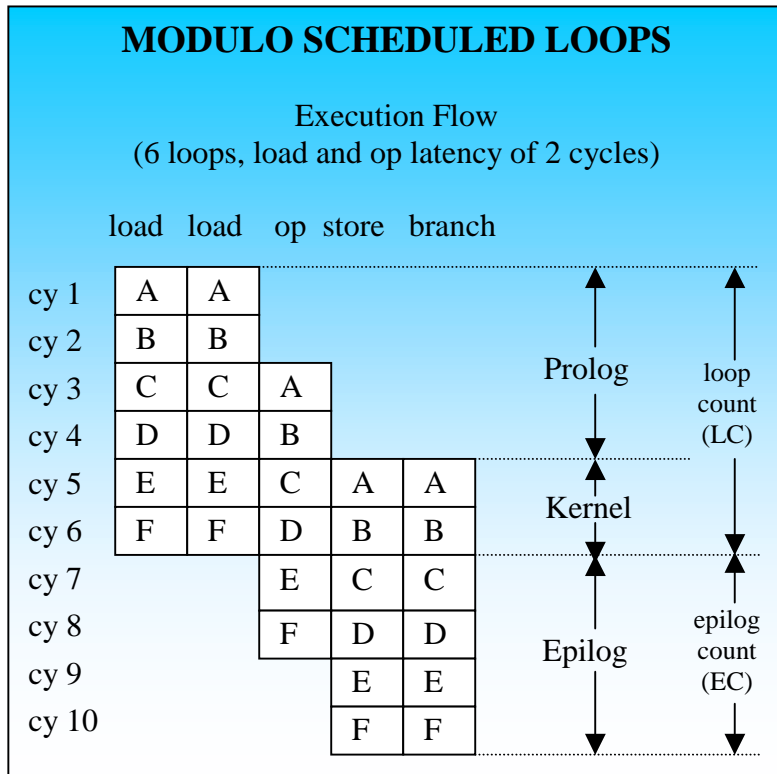 MODULO SCHEDULED LOOPS
Execution Flow
(6 loops, load and op latency of 2 cycles)
load load op store branch
cy 1 A A
cy 2 B B
cy 3 C C A
cy 4 D D B
cy 5 E E C A A
cy 6 F F D B B
cy 7 E C C
cy 8 F D D
cy 9 E E
cy 10 F F
Prolog
Kernel
Epilog
loop
count
(LC)
epilog
count
(EC)